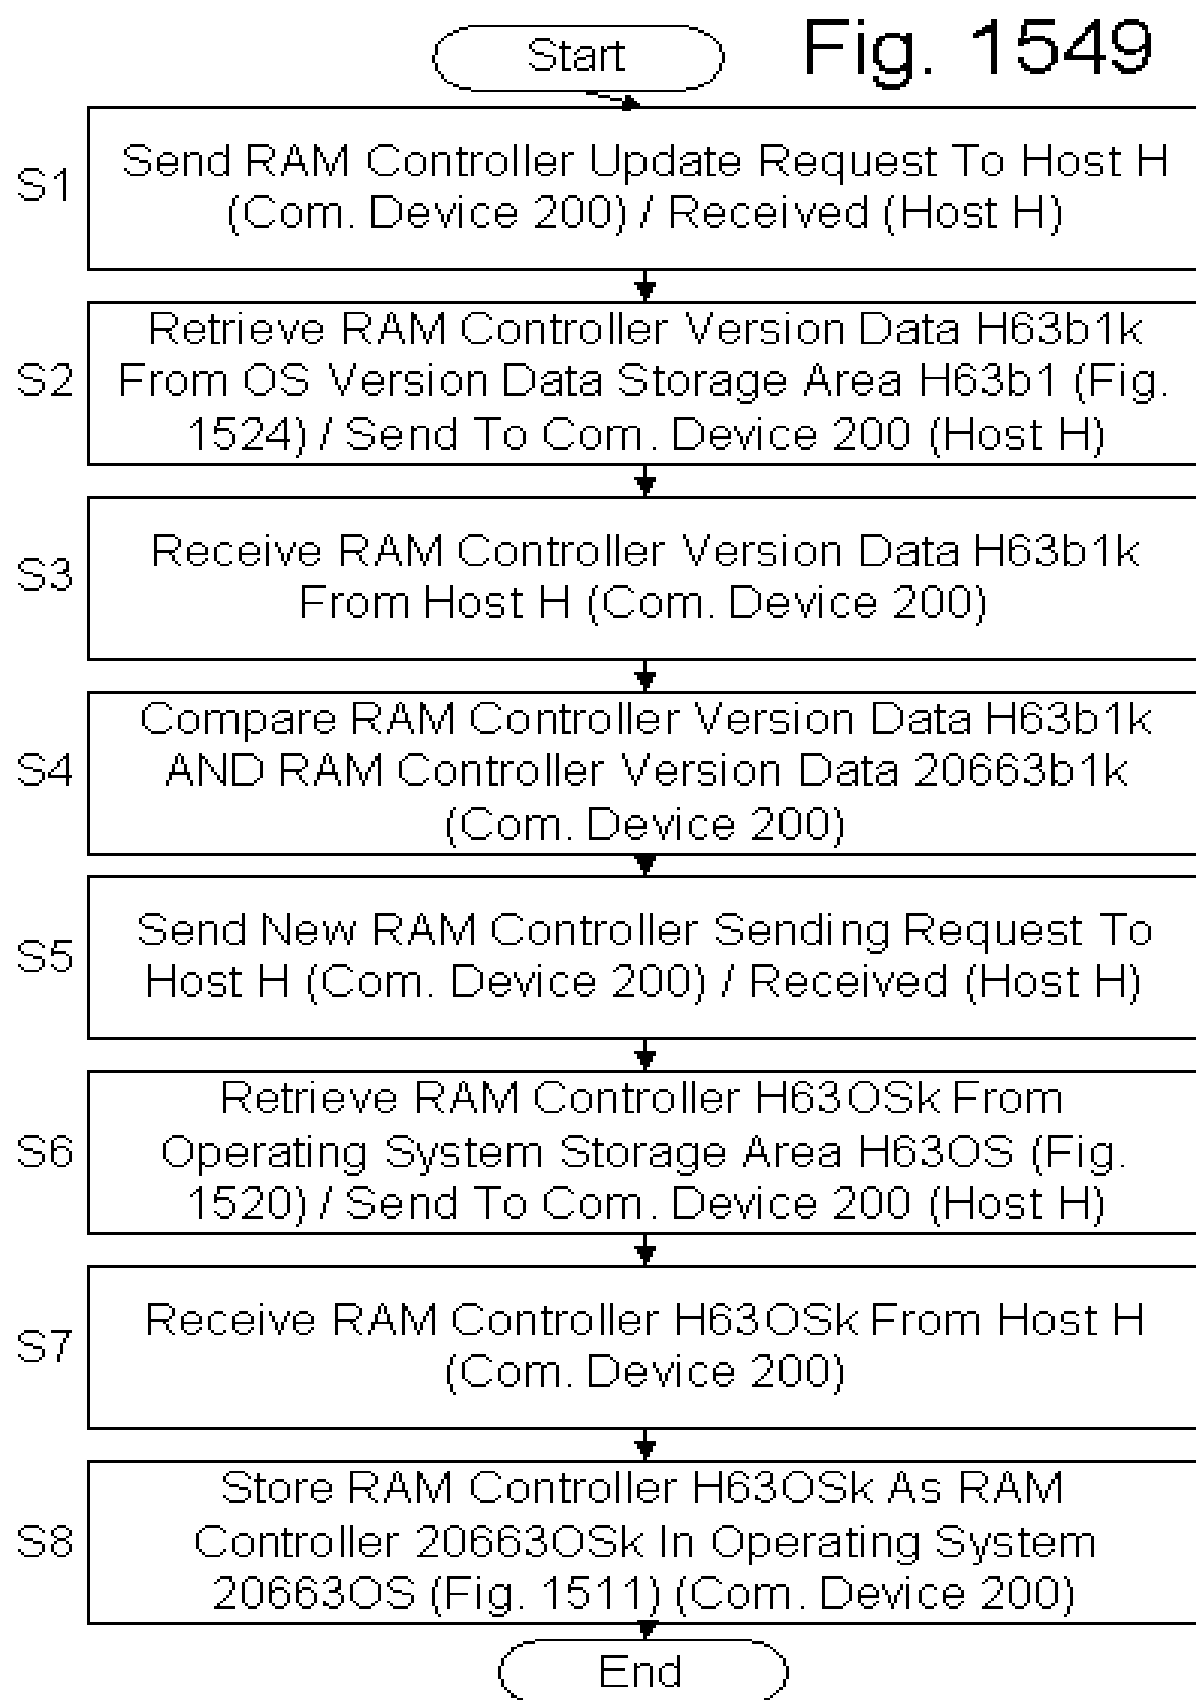 Start
Fig. 1549
S1
Send RAM Controller Update Request To Host H
(Com. Device 200) / Received (Host H)
S2
Retrieve RAM Controller Version Data H63b1k
From OS Version Data Storage Area H63b1 (Fig.
1524) / Send To Com. Device 200 (Host H)
S3
Receive RAM Controller Version Data H63b1k
From Host H (Com. Device 200)
S4
Compare RAM Controller Version Data H63b1k
AND RAM Controller Version Data 20663b1k
(Com. Device 200)
S5
Send New RAM Controller Sending Request To
Host H (Com. Device 200) / Received (Host H)
S6
Retrieve RAM Controller H63OSk From
Operating System Storage Area H63OS (Fig.
1520) / Send To Com. Device 200 (Host H)
S7
Receive RAM Controller H63OSk From Host H
(Com. Device 200)
S8
Store RAM Controller H63OSk As RAM
Controller 20663OSk In Operating System
20663OS (Fig. 1511) (Com. Device 200)
End